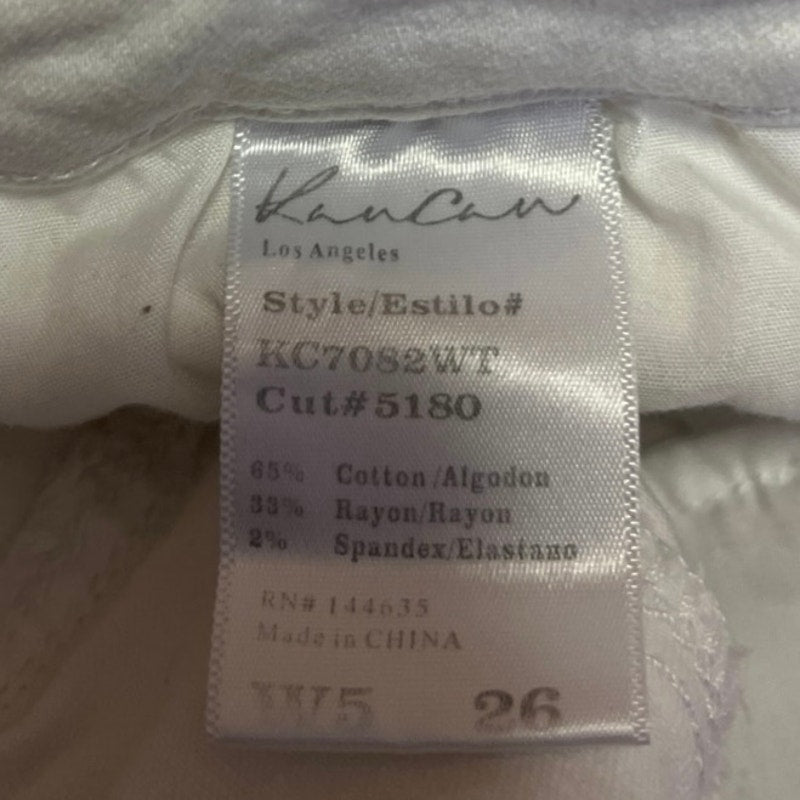 KanCan
Los Angeles
Style/Estilo#
KC7082WT
Cut#5180
65% Cotton/Algodon
33% Rayon/Rayon
2% Spandex/Elastano
RN# 144635
Made in CHINA
26